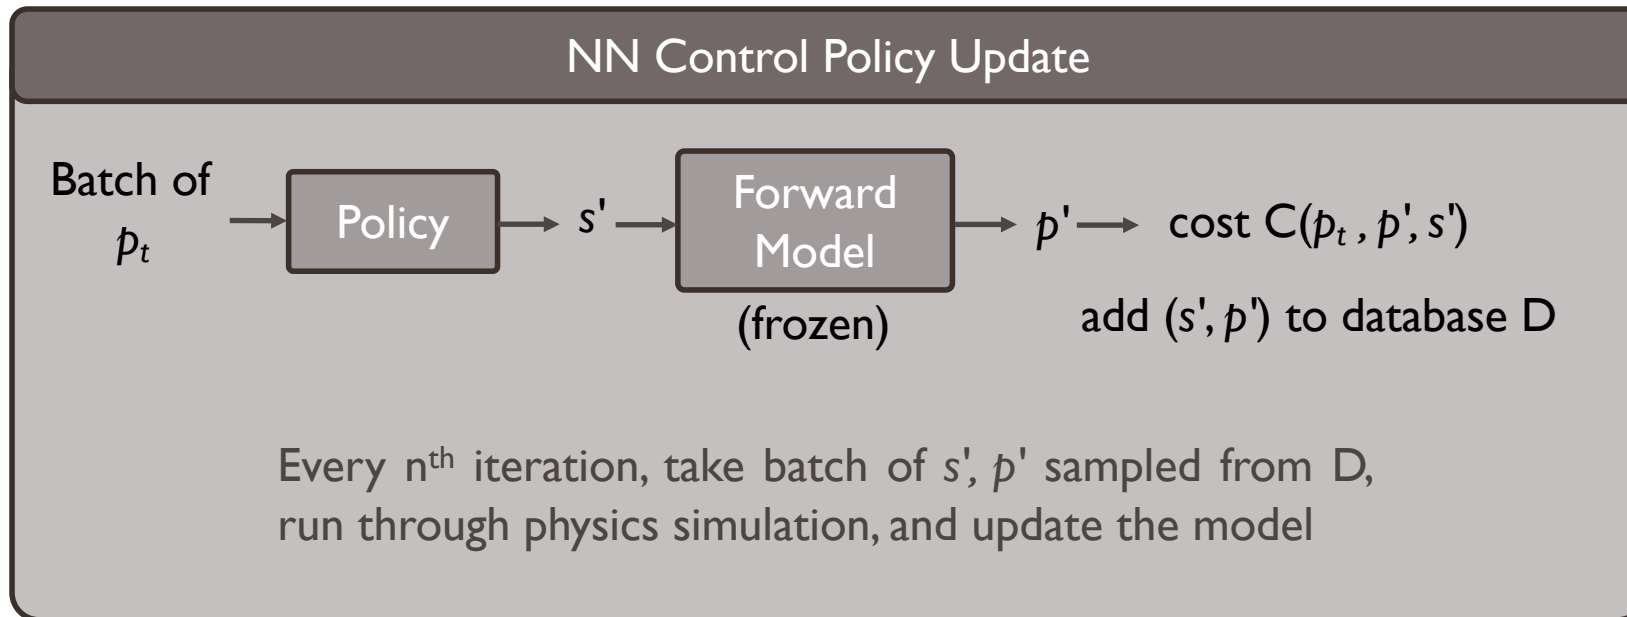 NN Control Policy Update
Batch of
pₜ
Policy
s'
Forward
Model
(frozen)
p'
cost C(pₜ , p', s')
add (s', p') to database D
Every nᵗʰ iteration, take batch of s', p' sampled from D,
run through physics simulation, and update the model